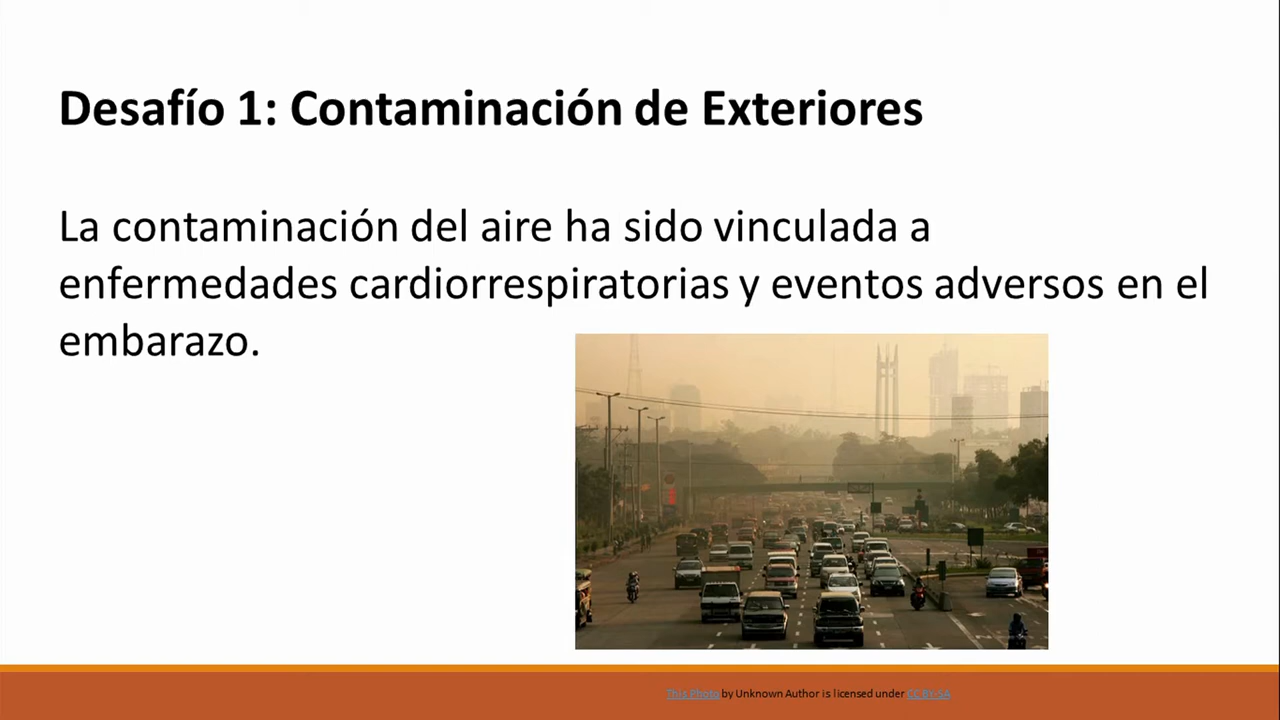 Desafío 1: Contaminación de Exteriores
La contaminación del aire ha sido vinculada a
enfermedades cardiorrespiratorias y eventos adversos en el
embarazo.
This Photo by Unknown Author is licensed under CC BY-SA